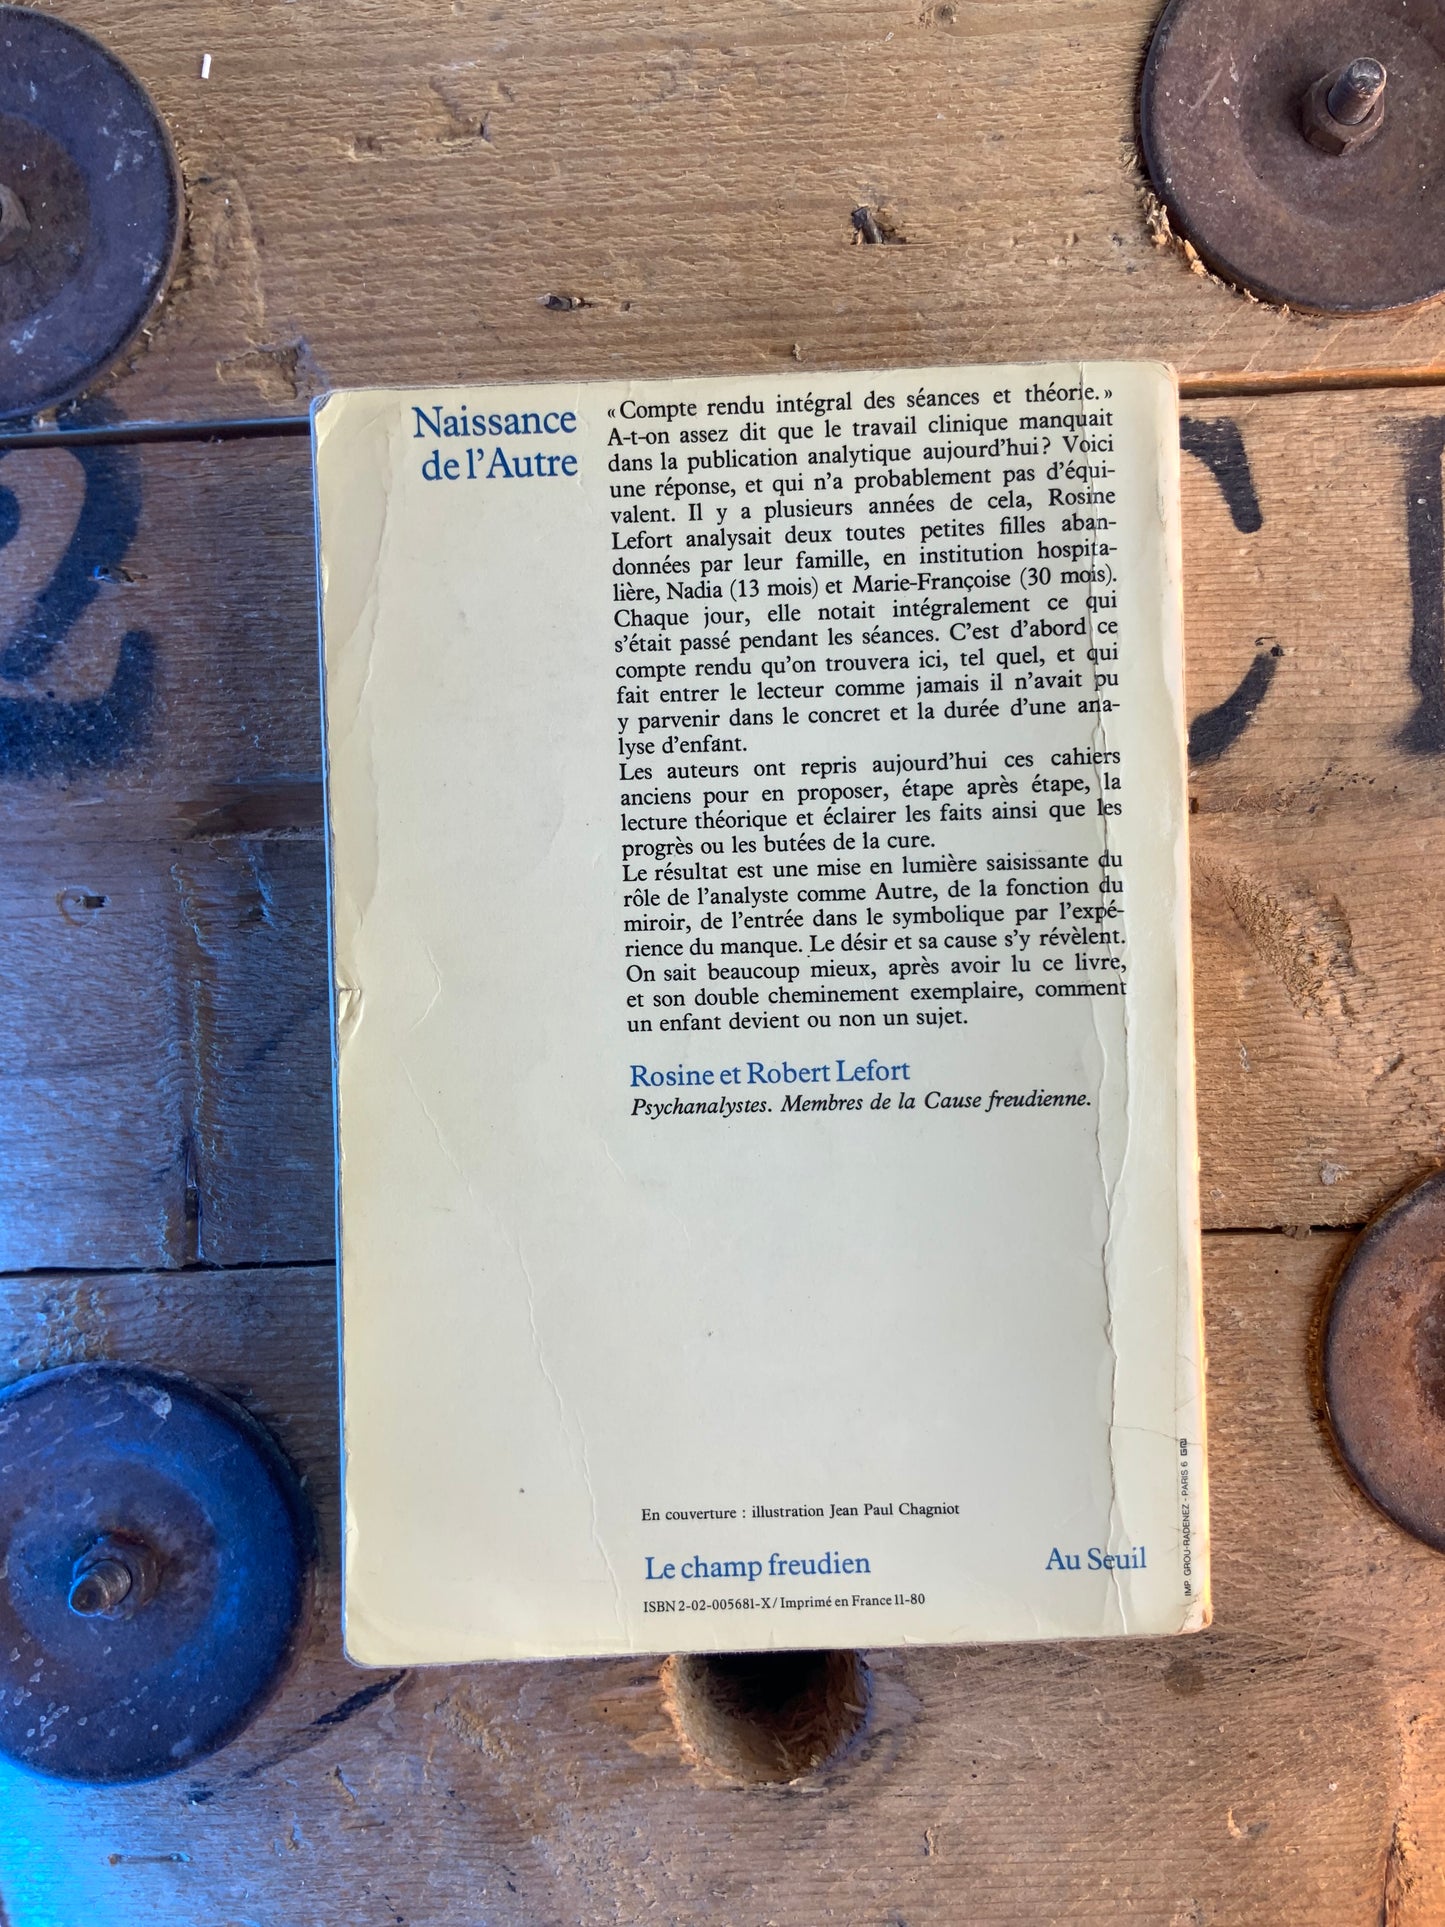 Naissance
de l'Autre
« Compte rendu intégral des séances et théorie. »
A-t-on assez dit que le travail clinique manquait
dans la publication analytique aujourd'hui? Voici
une réponse, et qui n'a probablement pas d'équi-
valent. Il y a plusieurs années de cela, Rosine
Lefort analysait deux toutes petites filles aban-
données par leur famille, en institution hospita-
lière, Nadia (13 mois) et Marie-Françoise (30 mois).
Chaque jour, elle notait intégralement ce qui
s'était passé pendant les séances. C'est d'abord ce
compte rendu qu'on trouvera ici, tel quel, et qui
fait entrer le lecteur comme jamais il n'avait pu
y parvenir dans le concret et la durée d'une ana-
lyse d'enfant.
Les auteurs ont repris aujourd'hui ces cahiers
anciens pour en proposer, étape après étape, la
lecture théorique et éclairer les faits ainsi que les
progrès ou les butées de la cure.
Le résultat est une mise en lumière saisissante du
rôle de l'analyste comme Autre, de la fonction du
miroir, de l'entrée dans le symbolique par l'expé-
rience du manque. Le désir et sa cause s'y révèlent.
On sait beaucoup mieux, après avoir lu ce livre,
et son double cheminement exemplaire, comment
un enfant devient ou non un sujet.
Rosine et Robert Lefort
Psychanalystes. Membres de la Cause freudienne.
En couverture : illustration Jean Paul Chagniot
Le champ freudien
Au Seuil
ISBN 2-02-005681-X / Imprimé en France 11-80
IMP. GROU-RADENEZ - PARIS 6